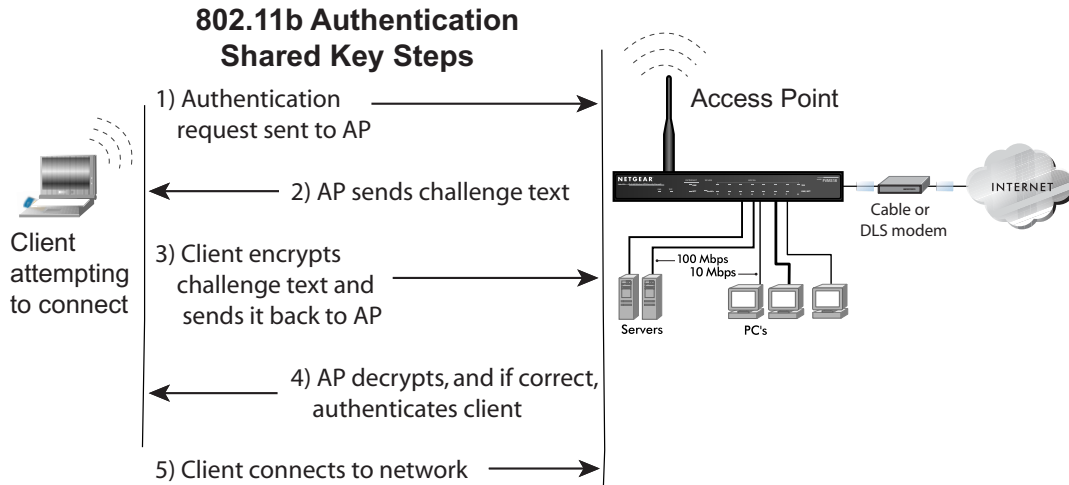 802.11b Authentication
Shared Key Steps
1) Authentication
request sent to AP
2) AP sends challenge text
3) Client encrypts
challenge text and
sends it back to AP
4) AP decrypts, and if correct,
authenticates client
5) Client connects to network
Client
attempting
to connect
Access Point
NETGEAR
Cable or
DLS modem
INTERNET
100 Mbps
10 Mbps
Servers
PC's